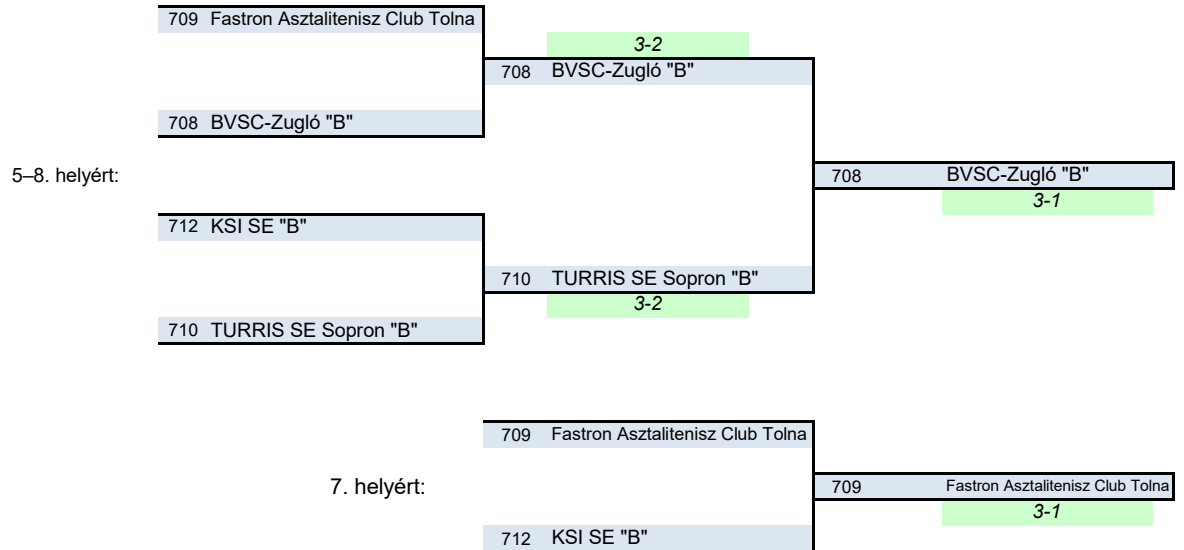 709 Fastron Asztalitenisz Club Tolna
3-2
708 BVSC-Zugló "B"
708 BVSC-Zugló "B"
5–8. helyért:
708 BVSC-Zugló "B"
3-1
712 KSI SE "B"
710 TURRIS SE Sopron "B"
3-2
710 TURRIS SE Sopron "B"
709 Fastron Asztalitenisz Club Tolna
7. helyért:
709 Fastron Asztalitenisz Club Tolna
3-1
712 KSI SE "B"